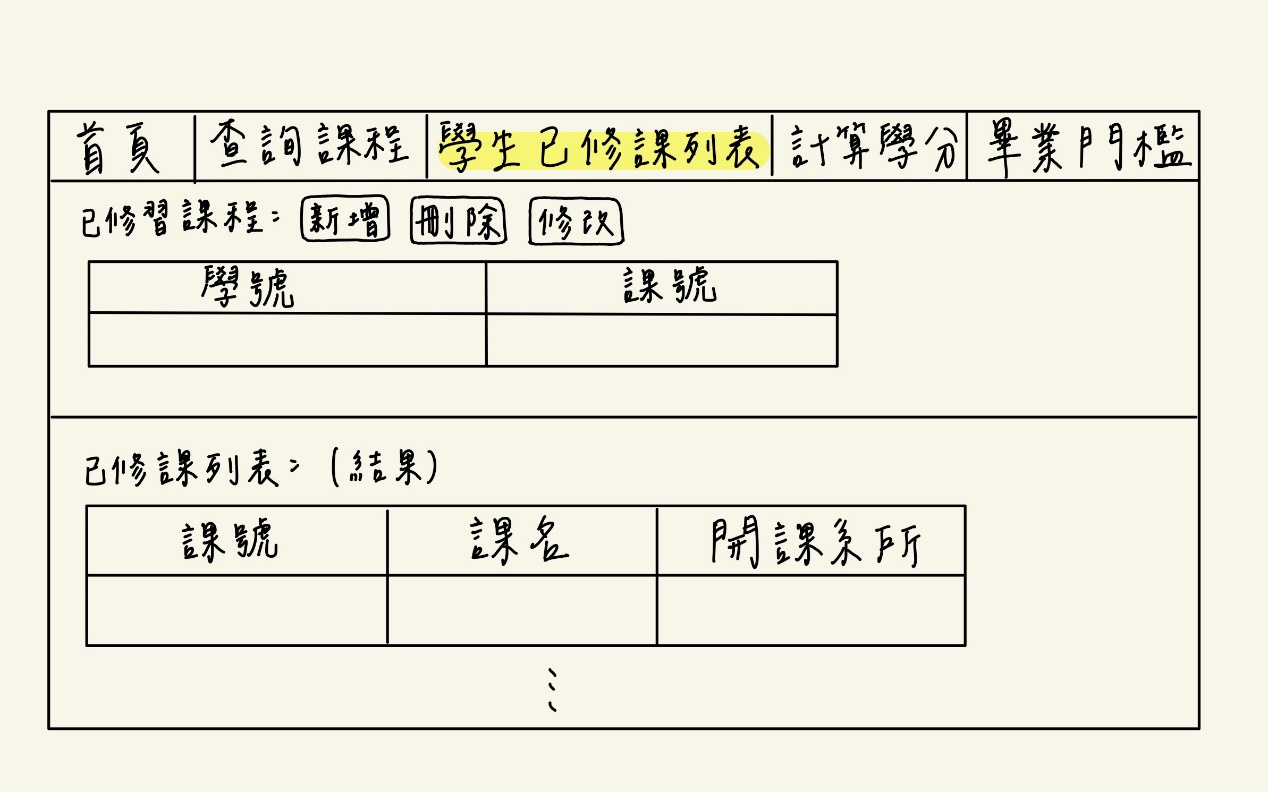 首頁 查詢課程 學生已修課列表 計算學分 畢業門檻
已修習課程： 新增 刪除 修改
學號 課號
已修課列表：（結果）
課號 課名 開課系所